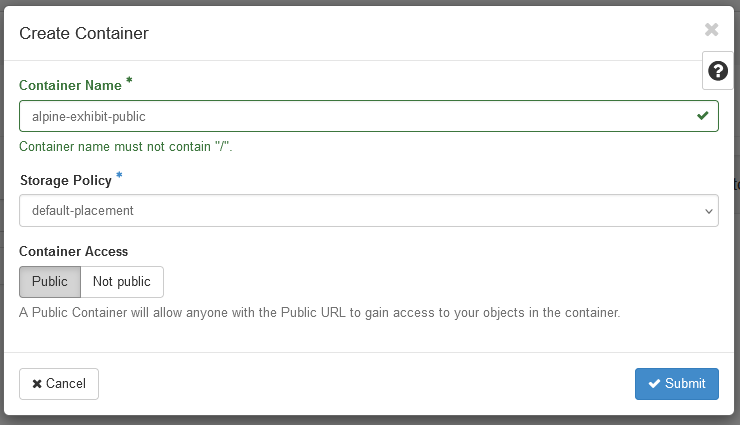 Create Container
Container Name *
alpine-exhibit-public
Container name must not contain "/".
Storage Policy *
default-placement
Container Access
Public Not public
A Public Container will allow anyone with the Public URL to gain access to your objects in the container.
Cancel Submit